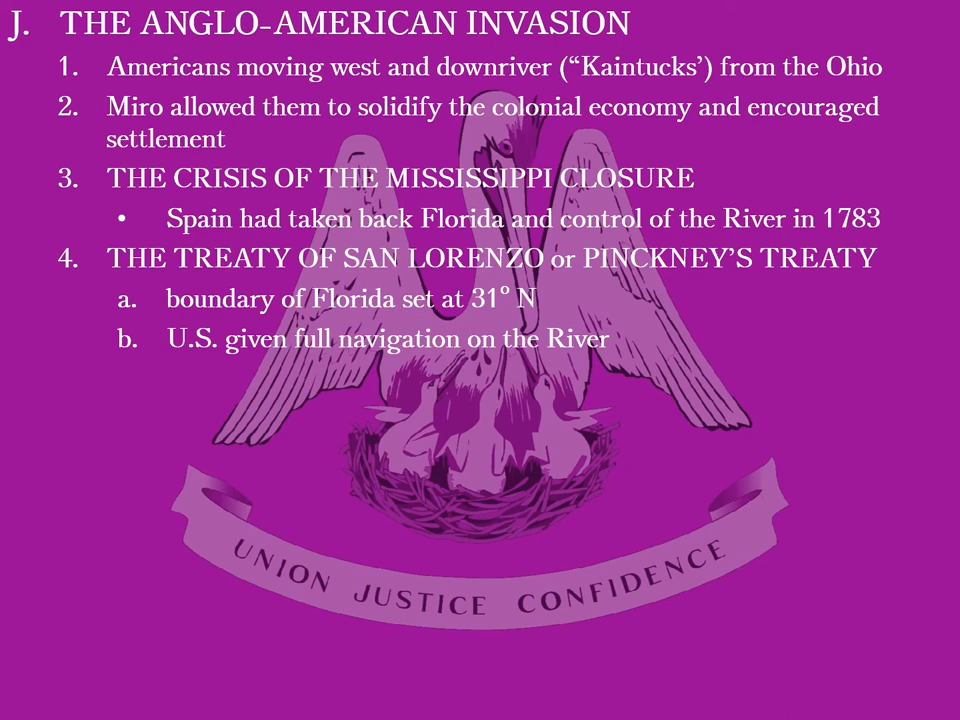 J. THE ANGLO-AMERICAN INVASION
1. Americans moving west and downriver (“Kaintucks’) from the Ohio
2. Miro allowed them to solidify the colonial economy and encouraged
settlement
3. THE CRISIS OF THE MISSISSIPPI CLOSURE
• Spain had taken back Florida and control of the River in 1783
4. THE TREATY OF SAN LORENZO or PINCKNEY’S TREATY
a. boundary of Florida set at 31° N
b. U.S. given full navigation on the River
UNION JUSTICE CONFIDENCE